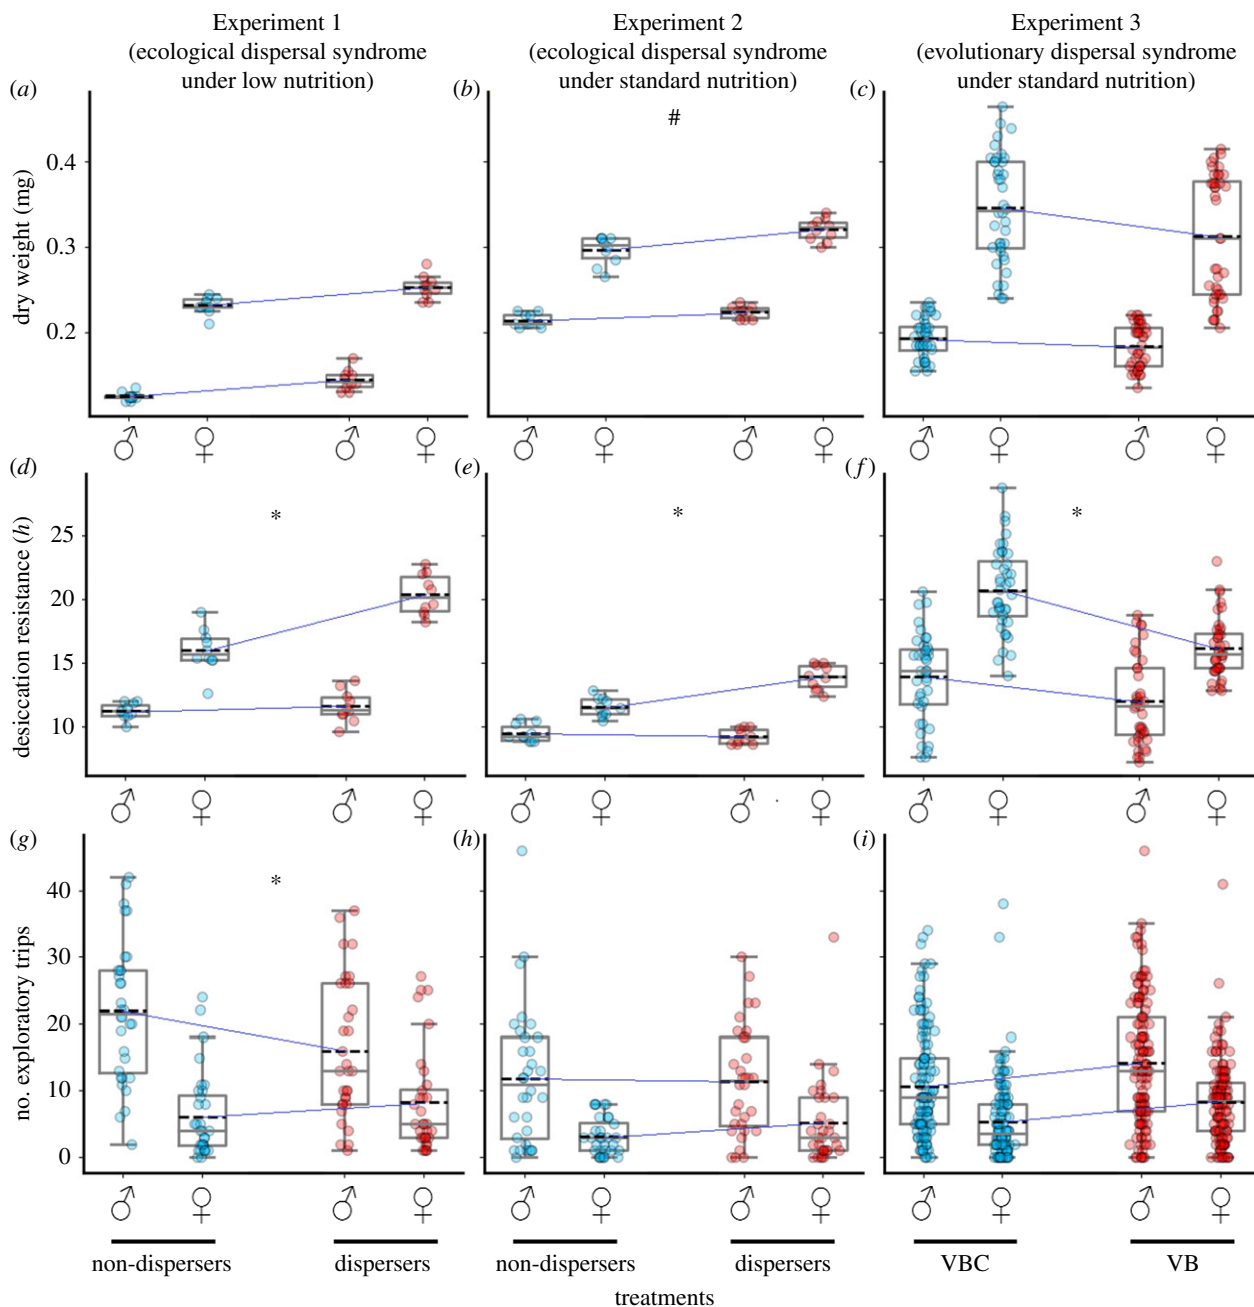 Experiment 1
(ecological dispersal syndrome
under low nutrition)
Experiment 2
(ecological dispersal syndrome
under standard nutrition)
Experiment 3
(evolutionary dispersal syndrome
under standard nutrition)
(a)
(b)
(c)
#
dry weight (mg)
0.4
0.3
0.2
♂ ♀ ♂ ♀
♂ ♀ ♂ ♀
♂ ♀ ♂ ♀
(d)
(e)
(f)
*
*
*
desiccation resistance (h)
25
20
15
10
♂ ♀ ♂ ♀
♂ ♀ ♂ ♀
♂ ♀ ♂ ♀
(g)
(h)
(i)
*
no. exploratory trips
40
30
20
10
0
♂ ♀ ♂ ♀
♂ ♀ ♂ ♀
♂ ♀ ♂ ♀
non-dispersers
dispersers
non-dispersers
dispersers
VBC
VB
treatments